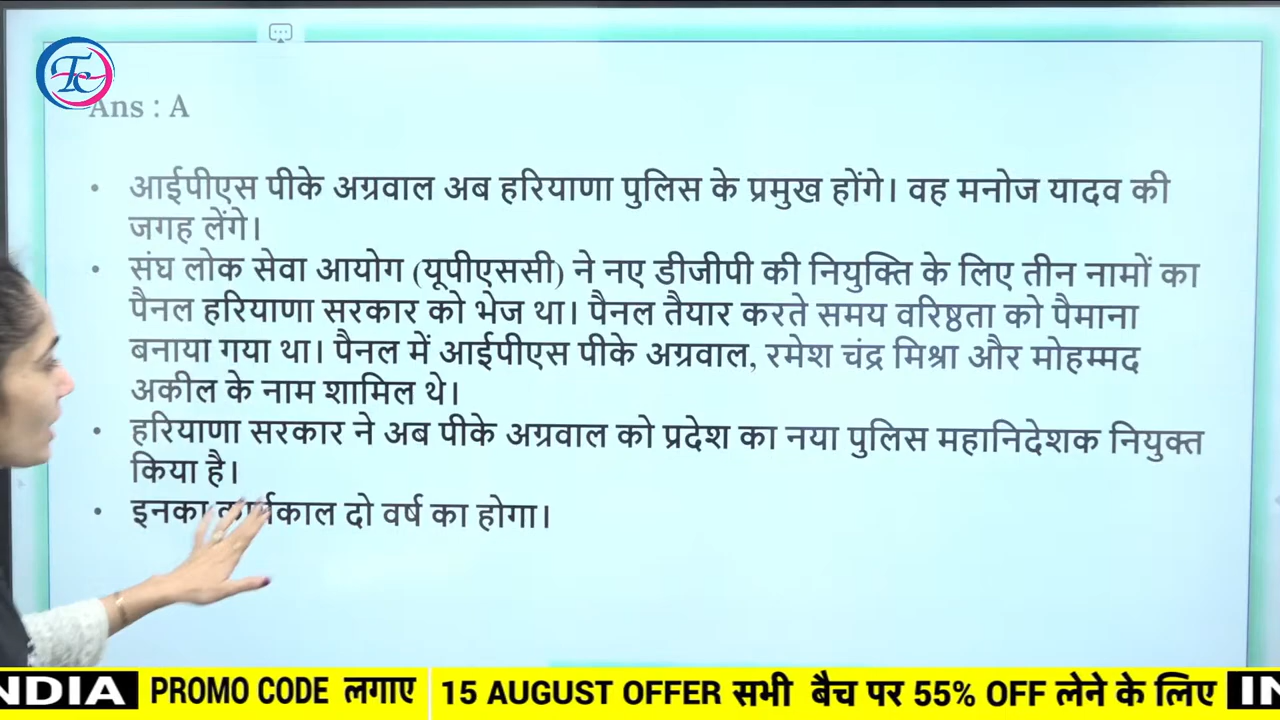 Tc
Ans : A
• आईपीएस पीके अग्रवाल अब हरियाणा पुलिस के प्रमुख होंगे। वह मनोज यादव की
जगह लेंगे।
• संघ लोक सेवा आयोग (यूपीएससी) ने नए डीजीपी की नियुक्ति के लिए तीन नामों का
पैनल हरियाणा सरकार को भेज था। पैनल तैयार करते समय वरिष्ठता को पैमाना
बनाया गया था। पैनल में आईपीएस पीके अग्रवाल, रमेश चंद्र मिश्रा और मोहम्मद
अकील के नाम शामिल थे।
• हरियाणा सरकार ने अब पीके अग्रवाल को प्रदेश का नया पुलिस महानिदेशक नियुक्त
किया है।
• इनका कार्यकाल दो वर्ष का होगा।
NDIA PROMO CODE लगाए 15 AUGUST OFFER सभी बैच पर 55% OFF लेने के लिए IN